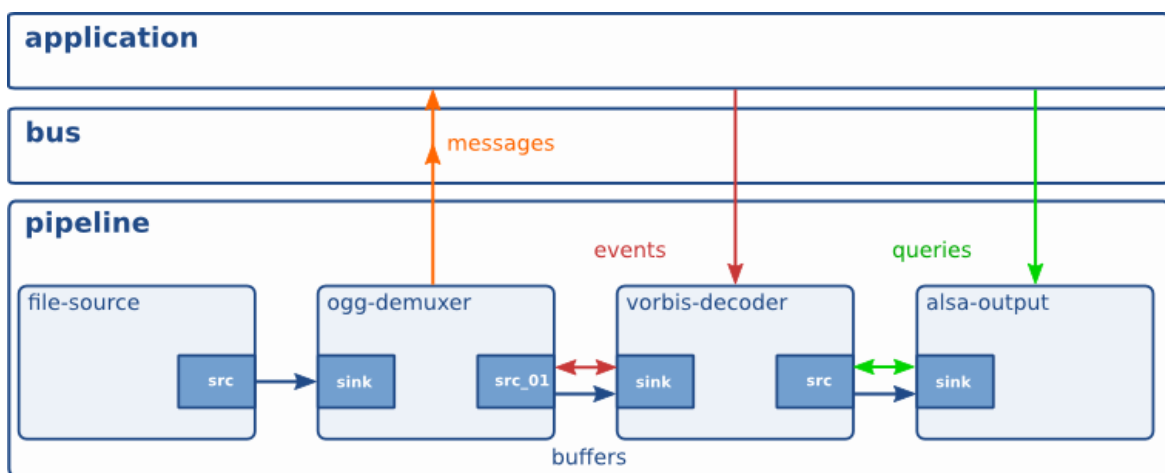 application
bus
messages
pipeline
events
queries
file-source
ogg-demuxer
vorbis-decoder
alsa-output
src
sink
src_01
sink
src
sink
buffers